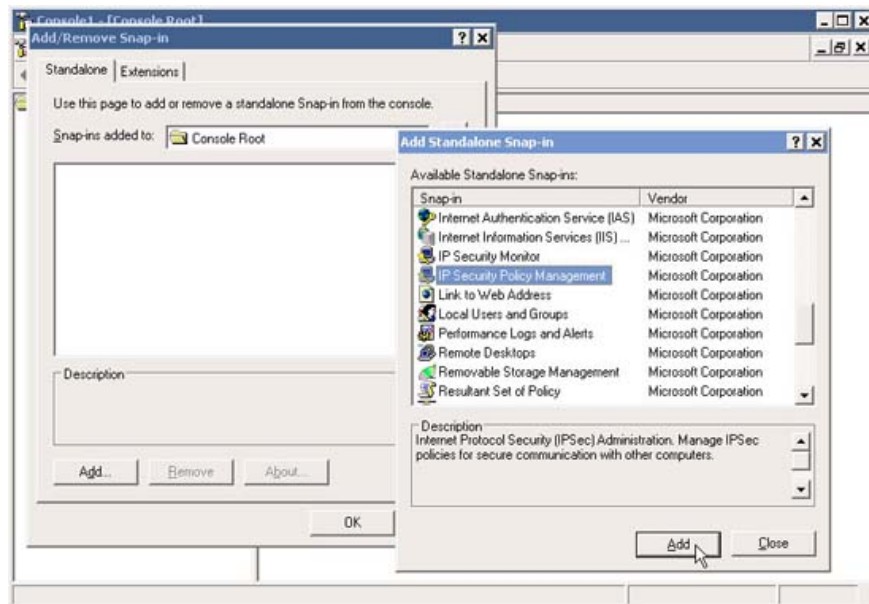 Console1 - [Console Root]
Add/Remove Snap-in
Standalone
Extensions
Use this page to add or remove a standalone Snap-in from the console.
Snap-ins added to:
Console Root
Description
Add...
Remove
About...
OK
Add Standalone Snap-in
Available Standalone Snap-ins:
Snap-in Vendor
Internet Authentication Service (IAS) Microsoft Corporation
Internet Information Services (IIS) ... Microsoft Corporation
IP Security Monitor Microsoft Corporation
IP Security Policy Management Microsoft Corporation
Link to Web Address Microsoft Corporation
Local Users and Groups Microsoft Corporation
Performance Logs and Alerts Microsoft Corporation
Remote Desktops Microsoft Corporation
Removable Storage Management Microsoft Corporation
Resultant Set of Policy Microsoft Corporation
Description
Internet Protocol Security (IPSec) Administration. Manage IPSec
policies for secure communication with other computers.
Add
Close